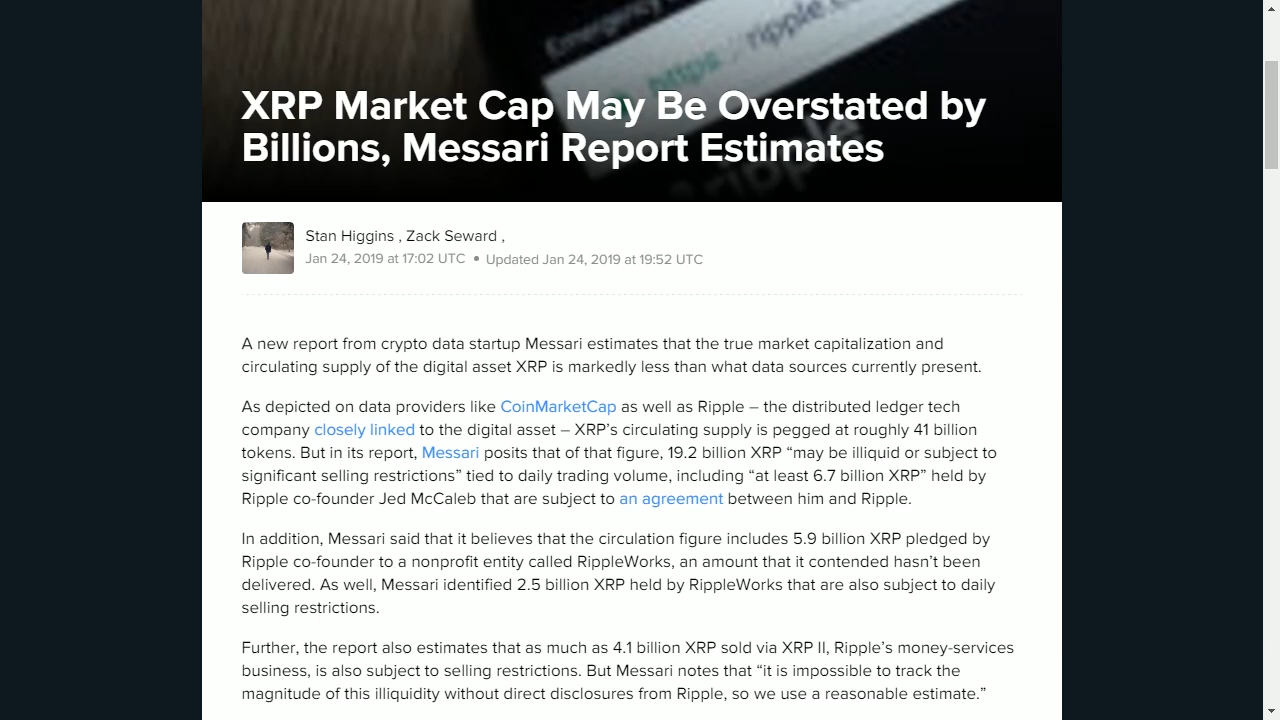 Emergency
https://ripple.c
ripple
XRP Market Cap May Be Overstated by
Billions, Messari Report Estimates
Stan Higgins , Zack Seward ,
Jan 24, 2019 at 17:02 UTC • Updated Jan 24, 2019 at 19:52 UTC
A new report from crypto data startup Messari estimates that the true market capitalization and
circulating supply of the digital asset XRP is markedly less than what data sources currently present.
As depicted on data providers like CoinMarketCap as well as Ripple – the distributed ledger tech
company closely linked to the digital asset – XRP’s circulating supply is pegged at roughly 41 billion
tokens. But in its report, Messari posits that of that figure, 19.2 billion XRP “may be illiquid or subject to
significant selling restrictions” tied to daily trading volume, including “at least 6.7 billion XRP” held by
Ripple co-founder Jed McCaleb that are subject to an agreement between him and Ripple.
In addition, Messari said that it believes that the circulation figure includes 5.9 billion XRP pledged by
Ripple co-founder to a nonprofit entity called RippleWorks, an amount that it contended hasn’t been
delivered. As well, Messari identified 2.5 billion XRP held by RippleWorks that are also subject to daily
selling restrictions.
Further, the report also estimates that as much as 4.1 billion XRP sold via XRP II, Ripple’s money-services
business, is also subject to selling restrictions. But Messari notes that “it is impossible to track the
magnitude of this illiquidity without direct disclosures from Ripple, so we use a reasonable estimate.”